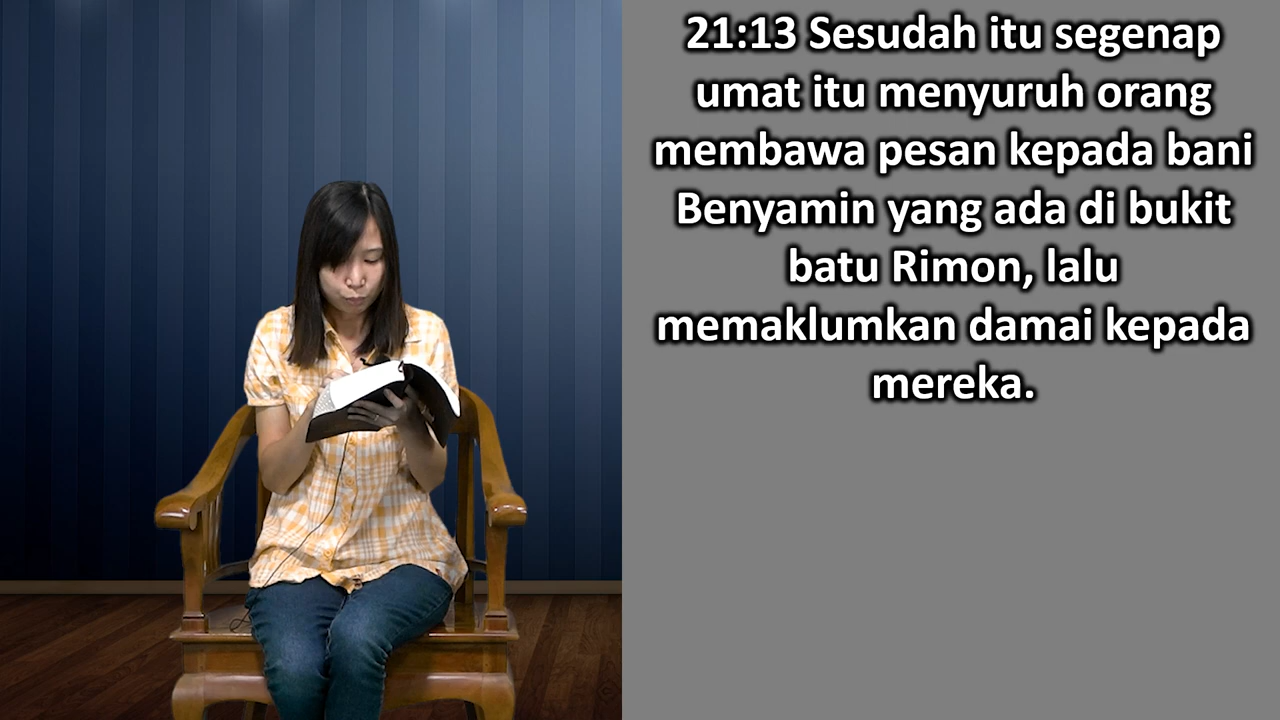 21:13 Sesudah itu segenap
umat itu menyuruh orang
membawa pesan kepada bani
Benyamin yang ada di bukit
batu Rimon, lalu
memaklumkan damai kepada
mereka.